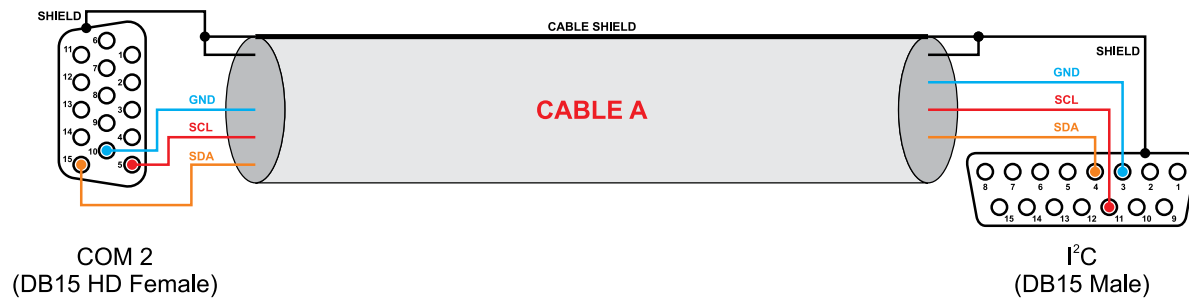 SHIELD
CABLE SHIELD
6
11
1
7
12
2
8
13
3
9
14
4
10
15
5
GND
SCL
SDA
CABLE A
SHIELD
GND
SCL
SDA
8 7 6 5 4 3 2 1
15 14 13 12 11 10 9
COM 2
(DB15 HD Female)
I²C
(DB15 Male)